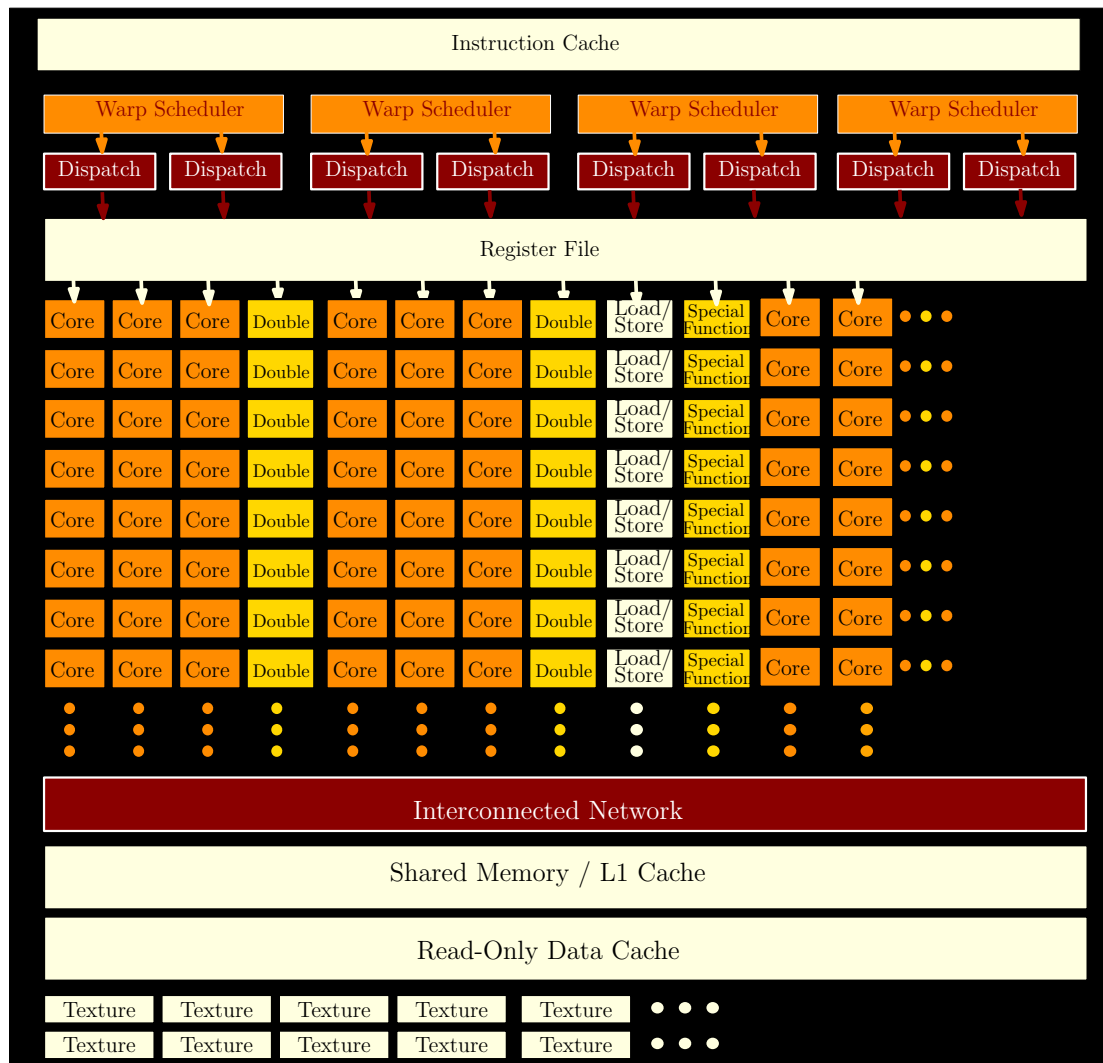 Instruction Cache
Warp Scheduler Warp Scheduler Warp Scheduler Warp Scheduler
Dispatch Dispatch Dispatch Dispatch Dispatch Dispatch Dispatch Dispatch
Register File
Core Core Core Double Core Core Core Double Load/ Store Special Function Core Core
Core Core Core Double Core Core Core Double Load/ Store Special Function Core Core
Core Core Core Double Core Core Core Double Load/ Store Special Function Core Core
Core Core Core Double Core Core Core Double Load/ Store Special Function Core Core
Core Core Core Double Core Core Core Double Load/ Store Special Function Core Core
Core Core Core Double Core Core Core Double Load/ Store Special Function Core Core
Core Core Core Double Core Core Core Double Load/ Store Special Function Core Core
Core Core Core Double Core Core Core Double Load/ Store Special Function Core Core
Interconnected Network
Shared Memory / L1 Cache
Read-Only Data Cache
Texture Texture Texture Texture Texture
Texture Texture Texture Texture Texture